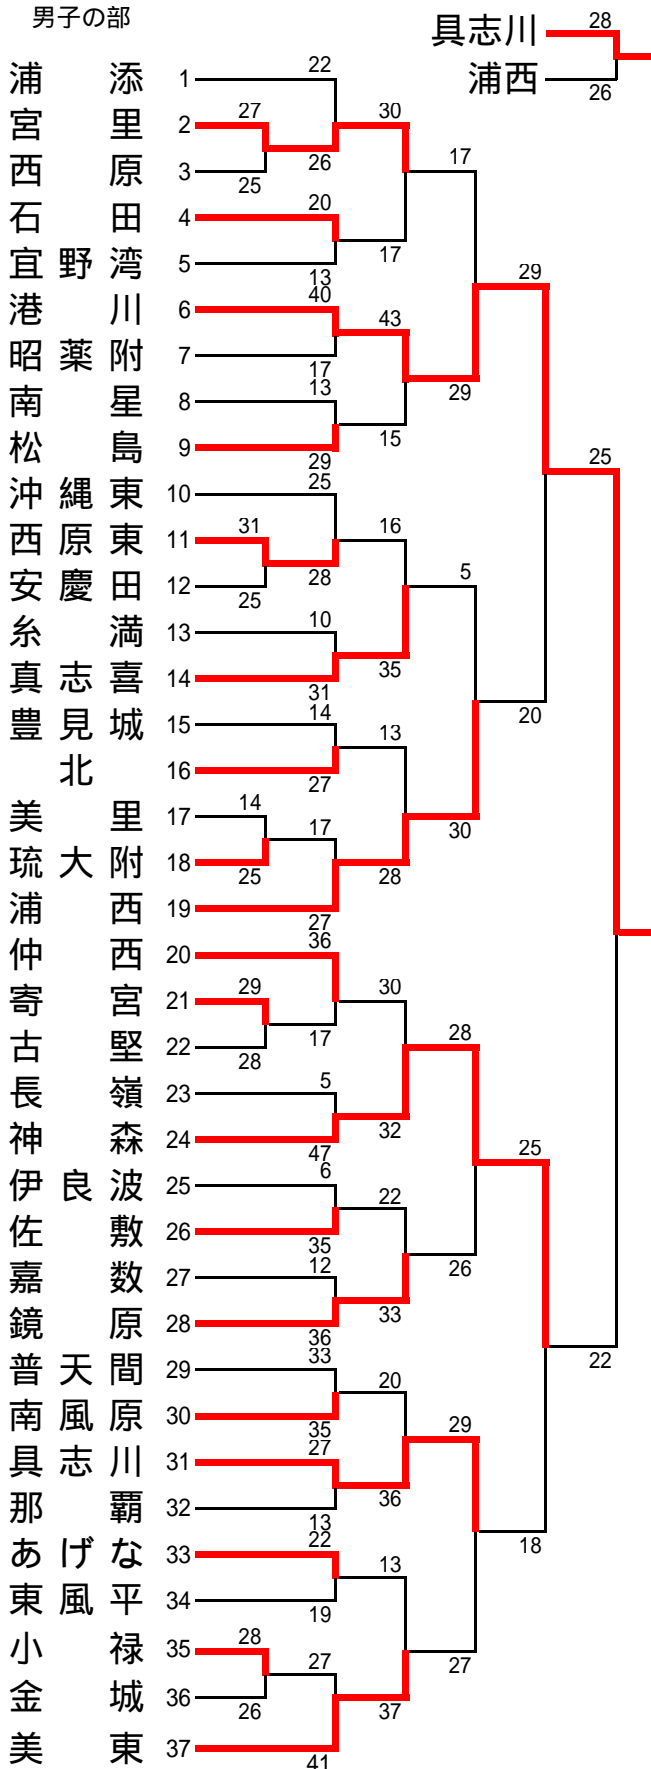 男子の部
具志川 28
浦西 26
浦添 1 22
宮里 2 27 30
西原 3 25 26 17
石田 4 20
宜野湾 5 13 17 29
港川 6 40 43
昭薬附 7 17 29
南星 8 13
松島 9 29 15 25
沖縄東 10 25
西原東 11 31 16
安慶田 12 25 28 5
糸満 13 10
真志喜 14 31 35
豊見城 15 14 13 20
北 16 27
美里 17 14 17 30
琉大附 18 25 28
浦西 19 27
仲西 20 36
寄宮 21 29 30
古堅 22 28 17 28
長嶺 23 5
神森 24 47 32 25
伊良波 25 6 22
佐敷 26 35 26
嘉数 27 12
鏡原 28 36 33 22
普天間 29 33 20
南風原 30 35 29
具志川 31 27
那覇 32 13 36
あげな 33 22 13 18
東風平 34 19
小禄 35 28 27 27
金城 36 26 37
美東 37 41